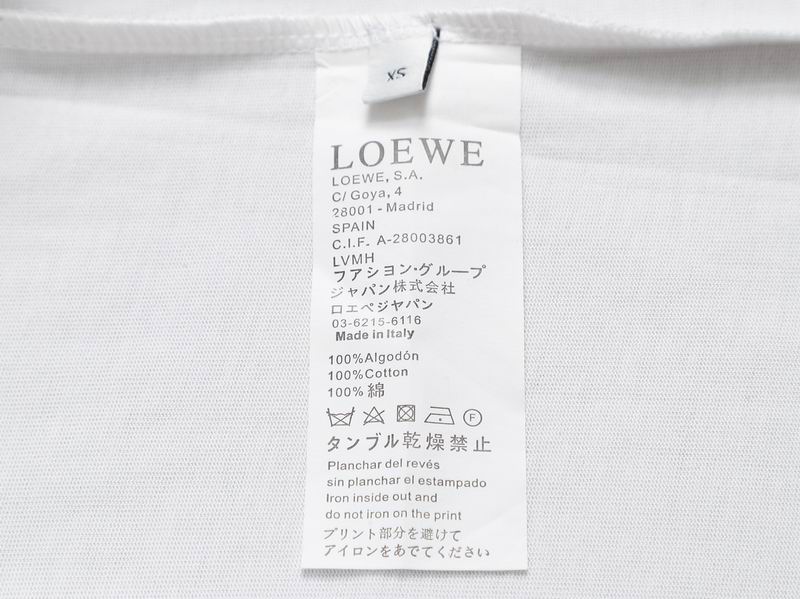 XS
LOEWE
LOEWE, S.A.
C/ Goya, 4
28001 - Madrid
SPAIN
C.I.F. A-28003861
LVMH
フアション・グループ
ジャパン株式会社
ロエベジヤパン
03-6215-6116
Made in Italy
100%Algodón
100%Cotton
100% 綿
F
タンブル乾燥禁止
Planchar del revés
sin planchar el estampado
Iron inside out and
do not iron on the print
プリント部分を避けて
アイロンをあでてください